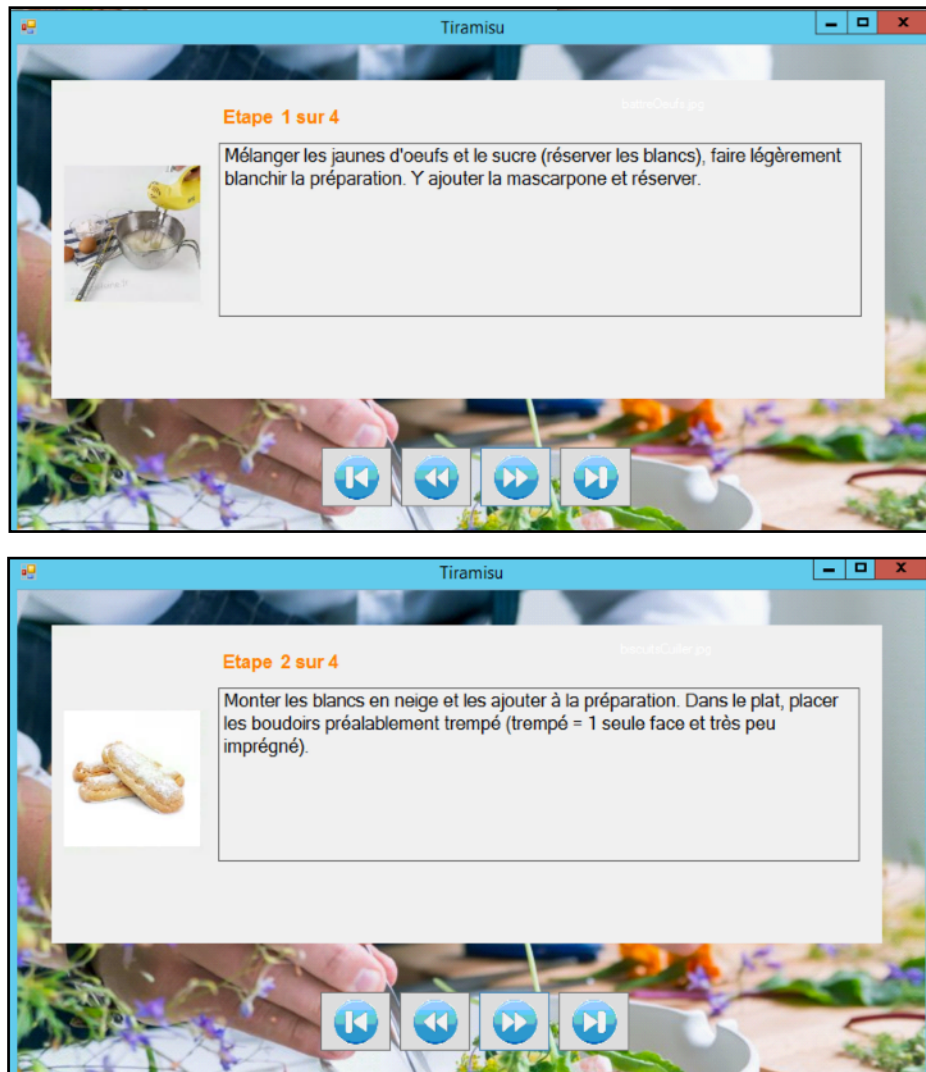 Tiramisu
Etape 1 sur 4
batreOeufs.jpg
Mélanger les jaunes d'oeufs et le sucre (réserver les blancs), faire légèrement
blanchir la préparation. Y ajouter la mascarpone et réserver.
Tiramisu
Etape 2 sur 4
biscuitsCuiller.jpg
Monter les blancs en neige et les ajouter à la préparation. Dans le plat, placer
les boudoirs préalablement trempé (trempé = 1 seule face et très peu
imprégné).